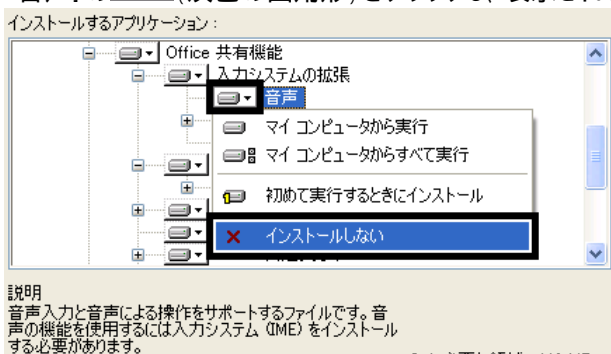 インストールするアプリケーション：
Office 共有機能
入力システムの拡張
音声
マイ コンピュータから実行
マイ コンピュータからすべて実行
初めて実行するときにインストール
インストールしない
説明
音声入力と音声による操作をサポートするファイルです。音
声の機能を使用するには入力システム (IME) をインストール
する必要があります。